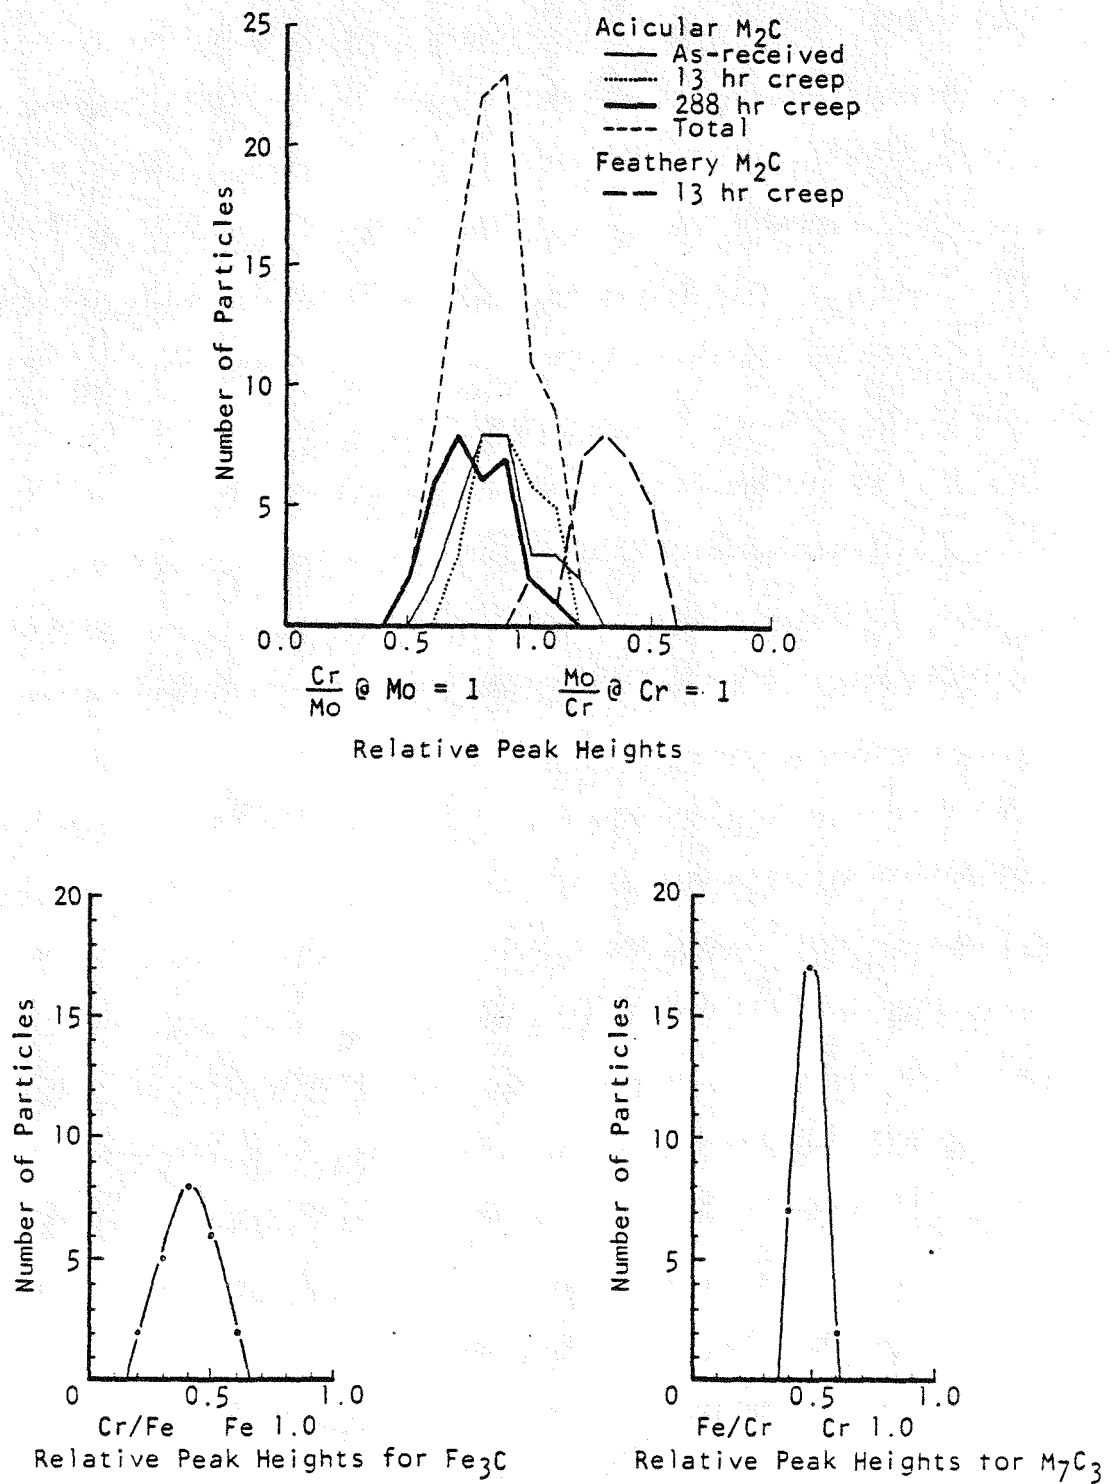 25
20
15
10
5
0
Number of Particles
Acicular M2C
As-received
13 hr creep
288 hr creep
Total
Feathery M2C
13 hr creep
0.0 0.5 1.0 0.5 0.0
Cr/Mo @ Mo = 1 Mo/Cr @ Cr = 1
Relative Peak Heights
20
15
10
5
Number of Particles
0 0.5 1.0
Cr/Fe Fe 1.0
Relative Peak Heights for Fe3C
20
15
10
5
Number of Particles
0 0.5 1.0
Fe/Cr Cr 1.0
Relative Peak Heights for M7C3